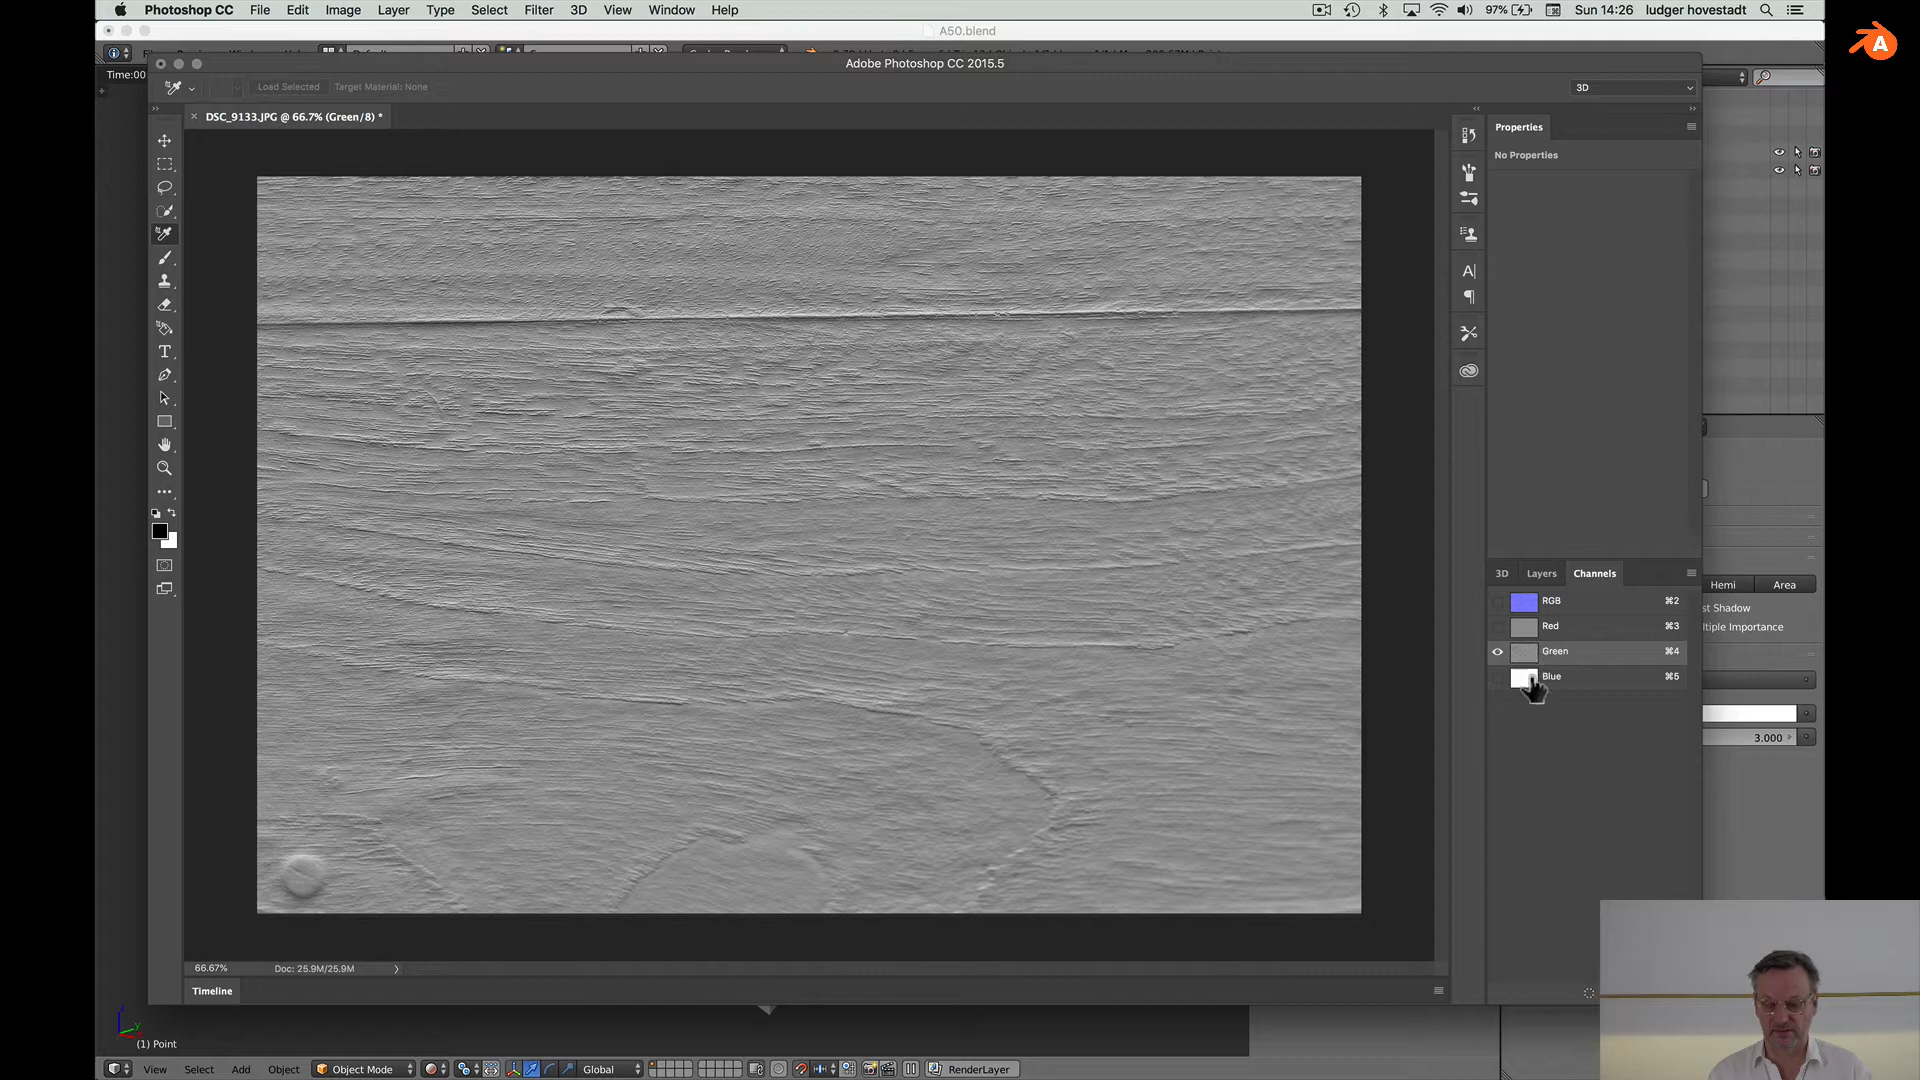 Photoshop CC File Edit Image Layer Type Select Filter 3D View Window Help 97% Sun 14:26 ludger hovestadt
A50.blend
Adobe Photoshop CC 2015.5
Time:00
Load Selected Target Material: None 3D
DSC_9133.JPG @ 66.7% (Green/8) *
Properties
No Properties
3D Layers Channels
Hemi Area
RGB ⌘2
st Shadow
Red ⌘3
ltiple Importance
Green ⌘4
Blue ⌘5
3.000
66.67% Doc: 25.9M/25.9M
Timeline
(1) Point
View Select Add Object Object Mode Global RenderLayer